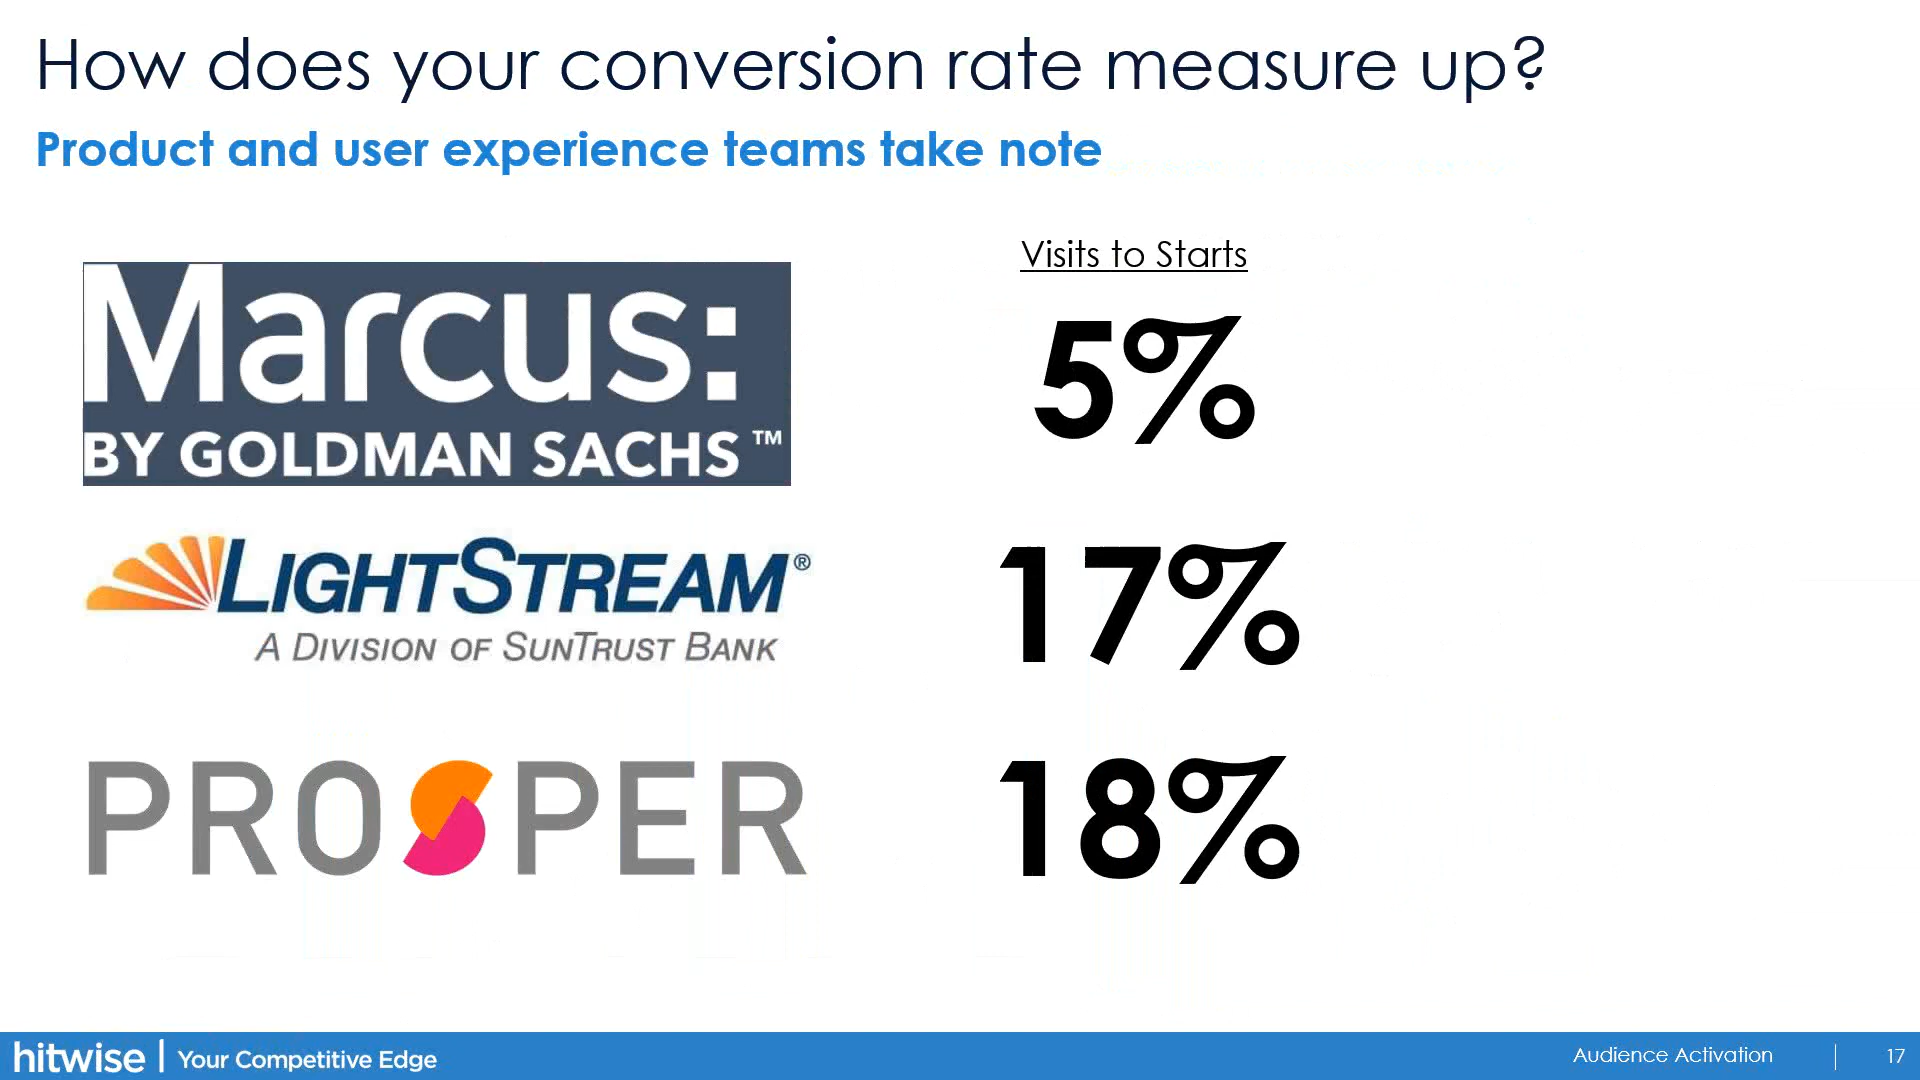 How does your conversion rate measure up?
Product and user experience teams take note
Visits to Starts
Marcus:
BY GOLDMAN SACHS™
5%
LIGHTSTREAM®
A DIVISION OF SUNTRUST BANK
17%
PROSPER
18%
hitwise | Your Competitive Edge
Audience Activation | 17